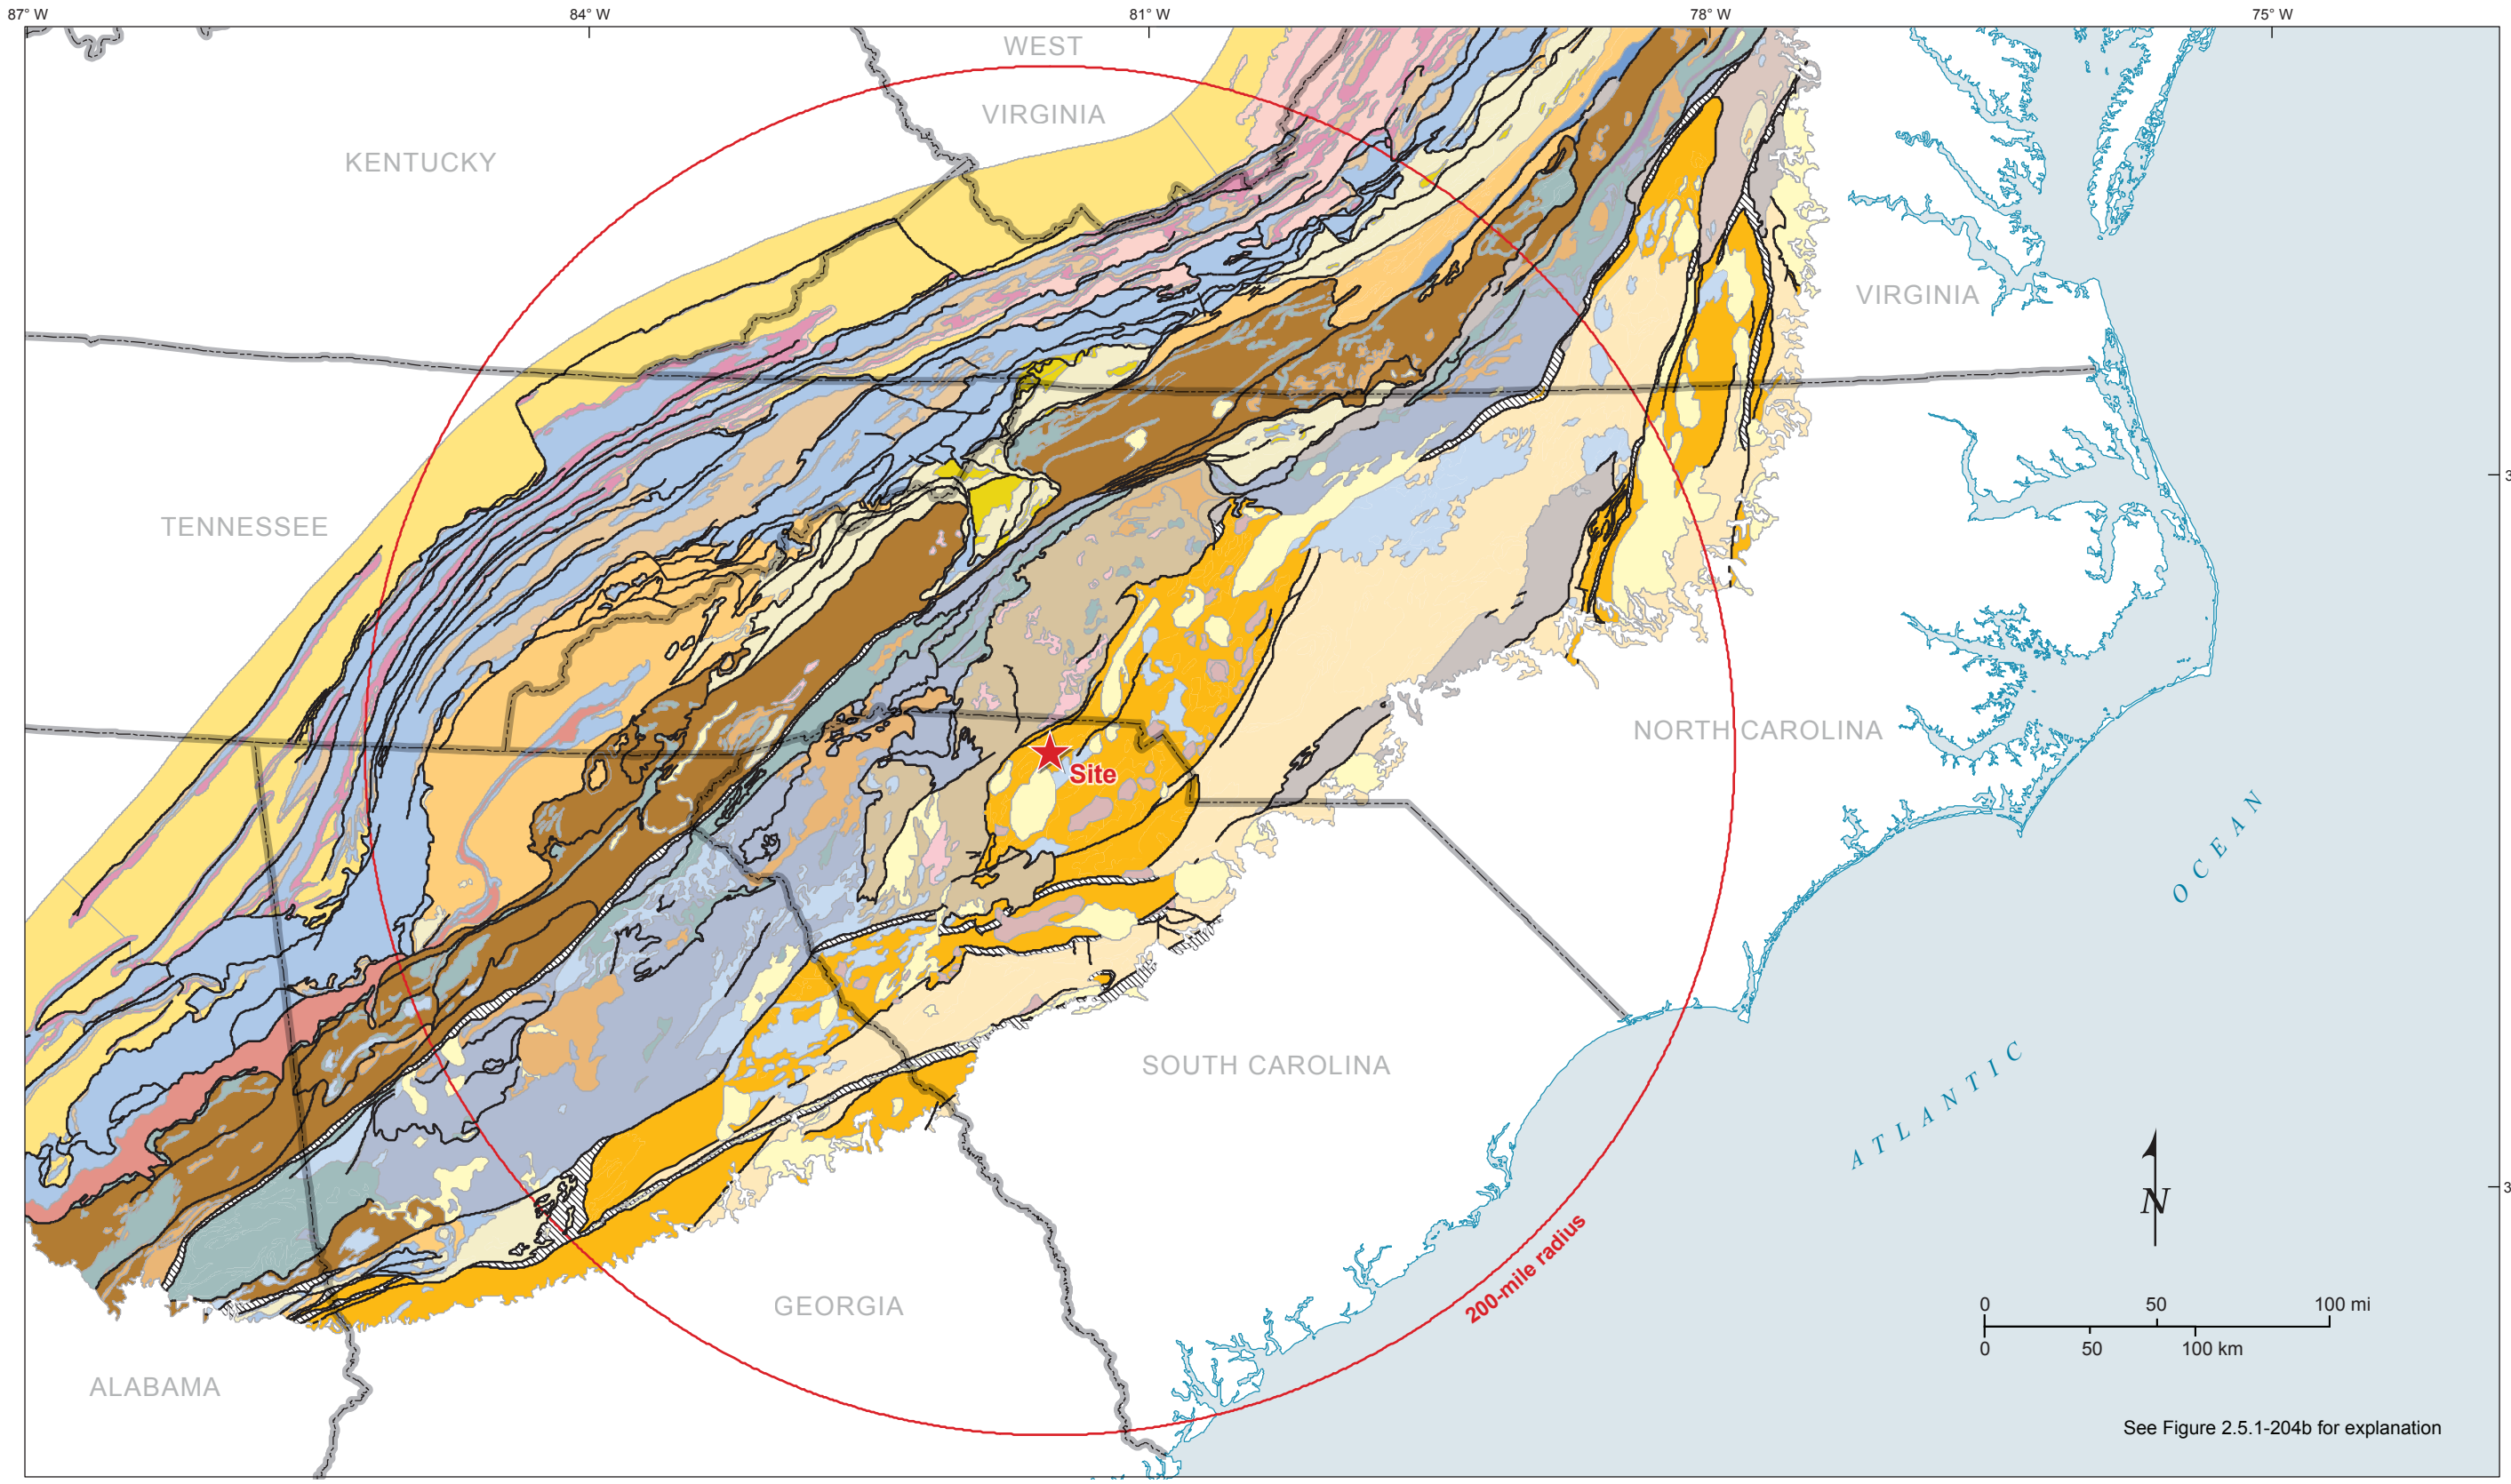 87° W
84° W
81° W
78° W
75° W
WEST
VIRGINIA
KENTUCKY
VIRGINIA
TENNESSEE
NORTH CAROLINA
Site
OCEAN
ATLANTIC
SOUTH CAROLINA
200-mile radius
GEORGIA
ALABAMA
N
0 50 100 mi
0 50 100 km
See Figure 2.5.1-204b for explanation